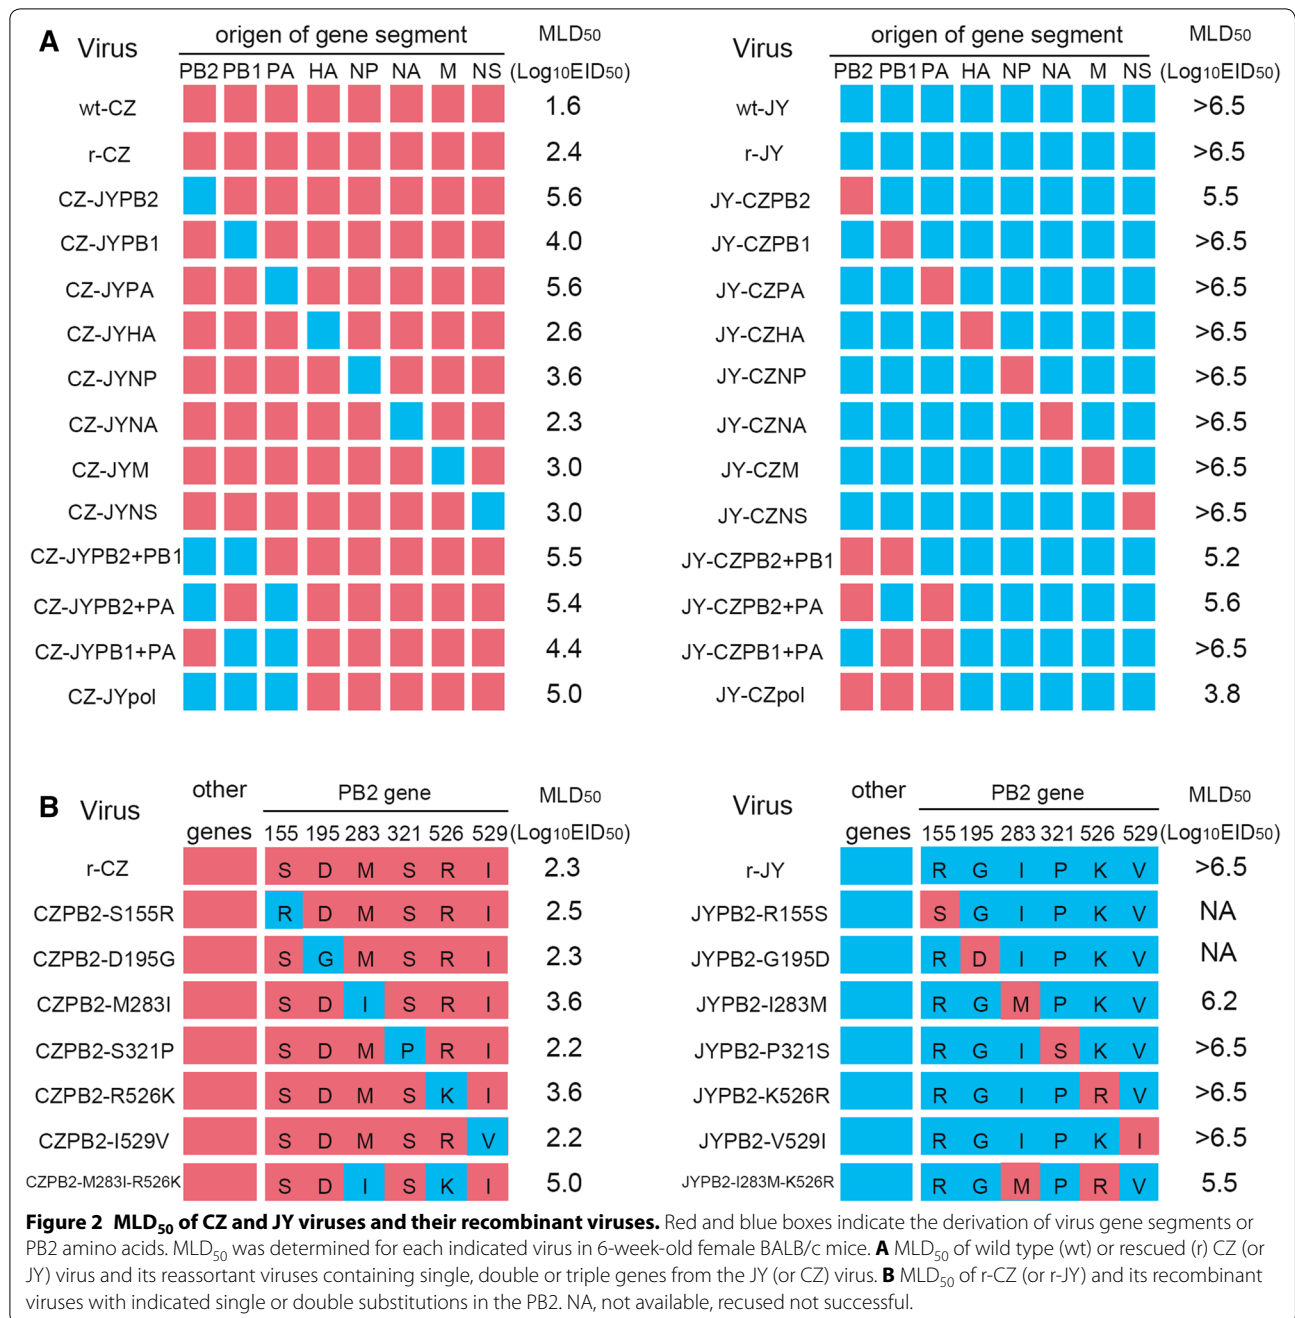 A Virus origen of gene segment MLD50 Virus origen of gene segment MLD50
PB2 PB1 PA HA NP NA M NS (Log10EID50) PB2 PB1 PA HA NP NA M NS (Log10EID50)
wt-CZ 1.6 wt-JY >6.5
r-CZ 2.4 r-JY >6.5
CZ-JYPB2 5.6 JY-CZPB2 5.5
CZ-JYPB1 4.0 JY-CZPB1 >6.5
CZ-JYPA 5.6 JY-CZPA >6.5
CZ-JYHA 2.6 JY-CZHA >6.5
CZ-JYNP 3.6 JY-CZNP >6.5
CZ-JYNA 2.3 JY-CZNA >6.5
CZ-JYM 3.0 JY-CZM >6.5
CZ-JYNS 3.0 JY-CZNS >6.5
CZ-JYPB2+PB1 5.5 JY-CZPB2+PB1 5.2
CZ-JYPB2+PA 5.4 JY-CZPB2+PA 5.6
CZ-JYPB1+PA 4.4 JY-CZPB1+PA >6.5
CZ-JYpol 5.0 JY-CZpol 3.8
B Virus other genes PB2 gene MLD50 Virus other genes PB2 gene MLD50
155 195 283 321 526 529 (Log10EID50) 155 195 283 321 526 529 (Log10EID50)
r-CZ S D M S R I 2.3 r-JY R G I P K V >6.5
CZPB2-S155R R D M S R I 2.5 JYPB2-R155S S G I P K V NA
CZPB2-D195G S G M S R I 2.3 JYPB2-G195D R D I P K V NA
CZPB2-M283I S D I S R I 3.6 JYPB2-I283M R G M P K V 6.2
CZPB2-S321P S D M P R I 2.2 JYPB2-P321S R G I S K V >6.5
CZPB2-R526K S D M S K I 3.6 JYPB2-K526R R G I P R V >6.5
CZPB2-I529V S D M S R V 2.2 JYPB2-V529I R G I P K I >6.5
CZPB2-M283I-R526K S D I S K I 5.0 JYPB2-I283M-K526R R G M P R V 5.5
Figure 2 MLD50 of CZ and JY viruses and their recombinant viruses. Red and blue boxes indicate the derivation of virus gene segments or
PB2 amino acids. MLD50 was determined for each indicated virus in 6-week-old female BALB/c mice. A MLD50 of wild type (wt) or rescued (r) CZ (or
JY) virus and its reassortant viruses containing single, double or triple genes from the JY (or CZ) virus. B MLD50 of r-CZ (or r-JY) and its recombinant
viruses with indicated single or double substitutions in the PB2. NA, not available, recused not successful.